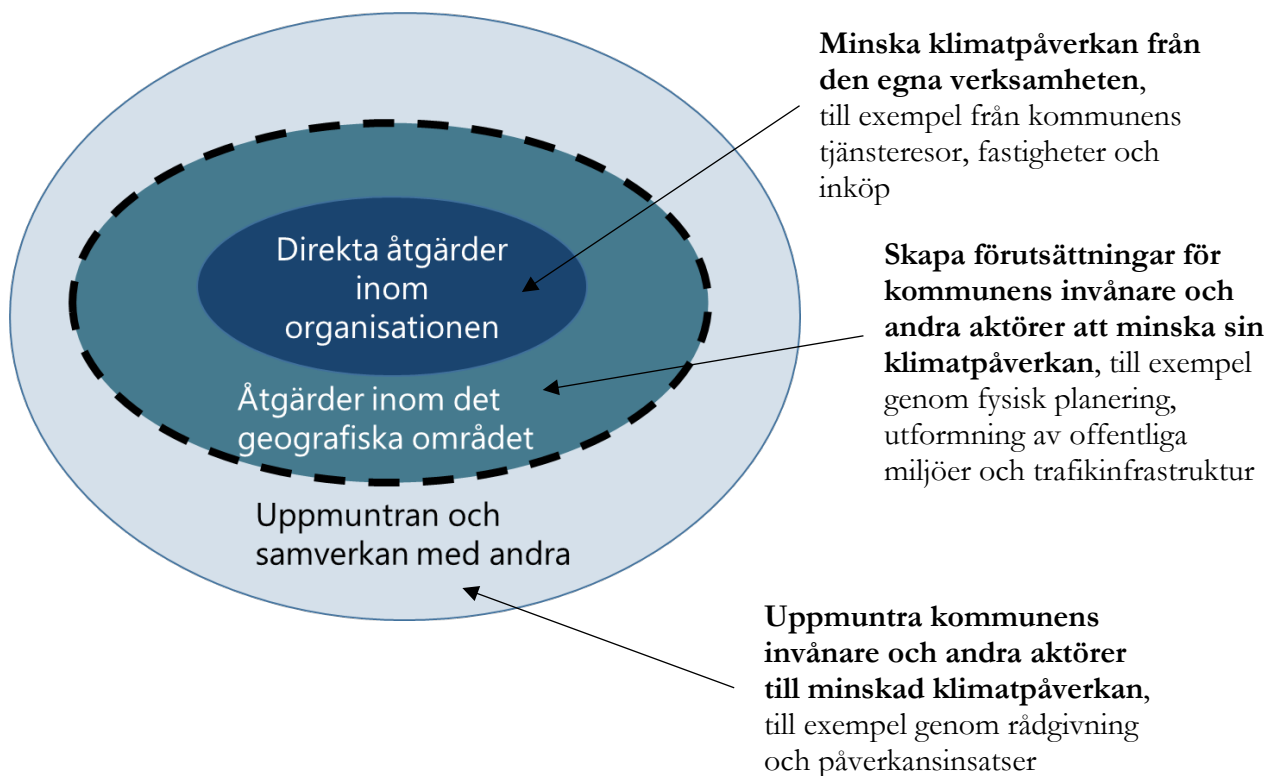 Minska klimatpåverkan från
den egna verksamheten,
till exempel från kommunens
tjänsteresor, fastigheter och
inköp
Direkta åtgärder
inom
organisationen
Skapa förutsättningar för
kommunens invånare och
andra aktörer att minska sin
klimatpåverkan, till exempel
genom fysisk planering,
utformning av offentliga
miljöer och trafikinfrastruktur
Åtgärder inom det
geografiska området
Uppmuntran och
samverkan med andra
Uppmuntra kommunens
invånare och andra aktörer
till minskad klimatpåverkan,
till exempel genom rådgivning
och påverkansinsatser